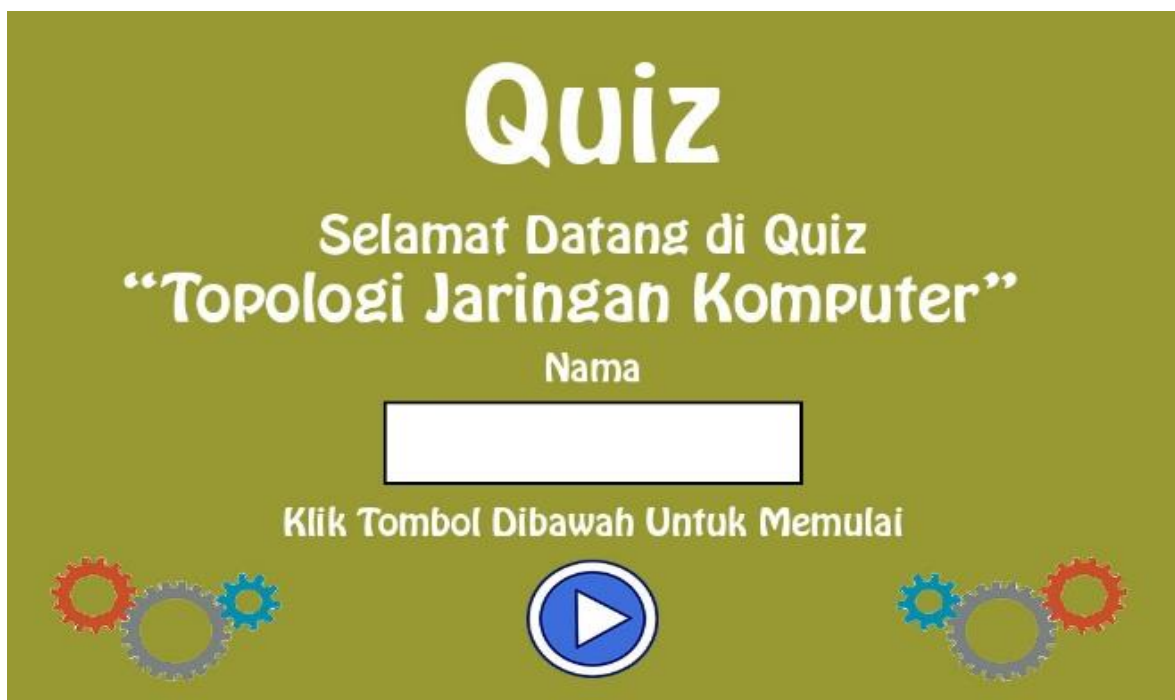 Quiz
Selamat Datang di Quiz
“Topologi Jaringan Komputer”
Nama
Klik Tombol Dibawah Untuk Memulai